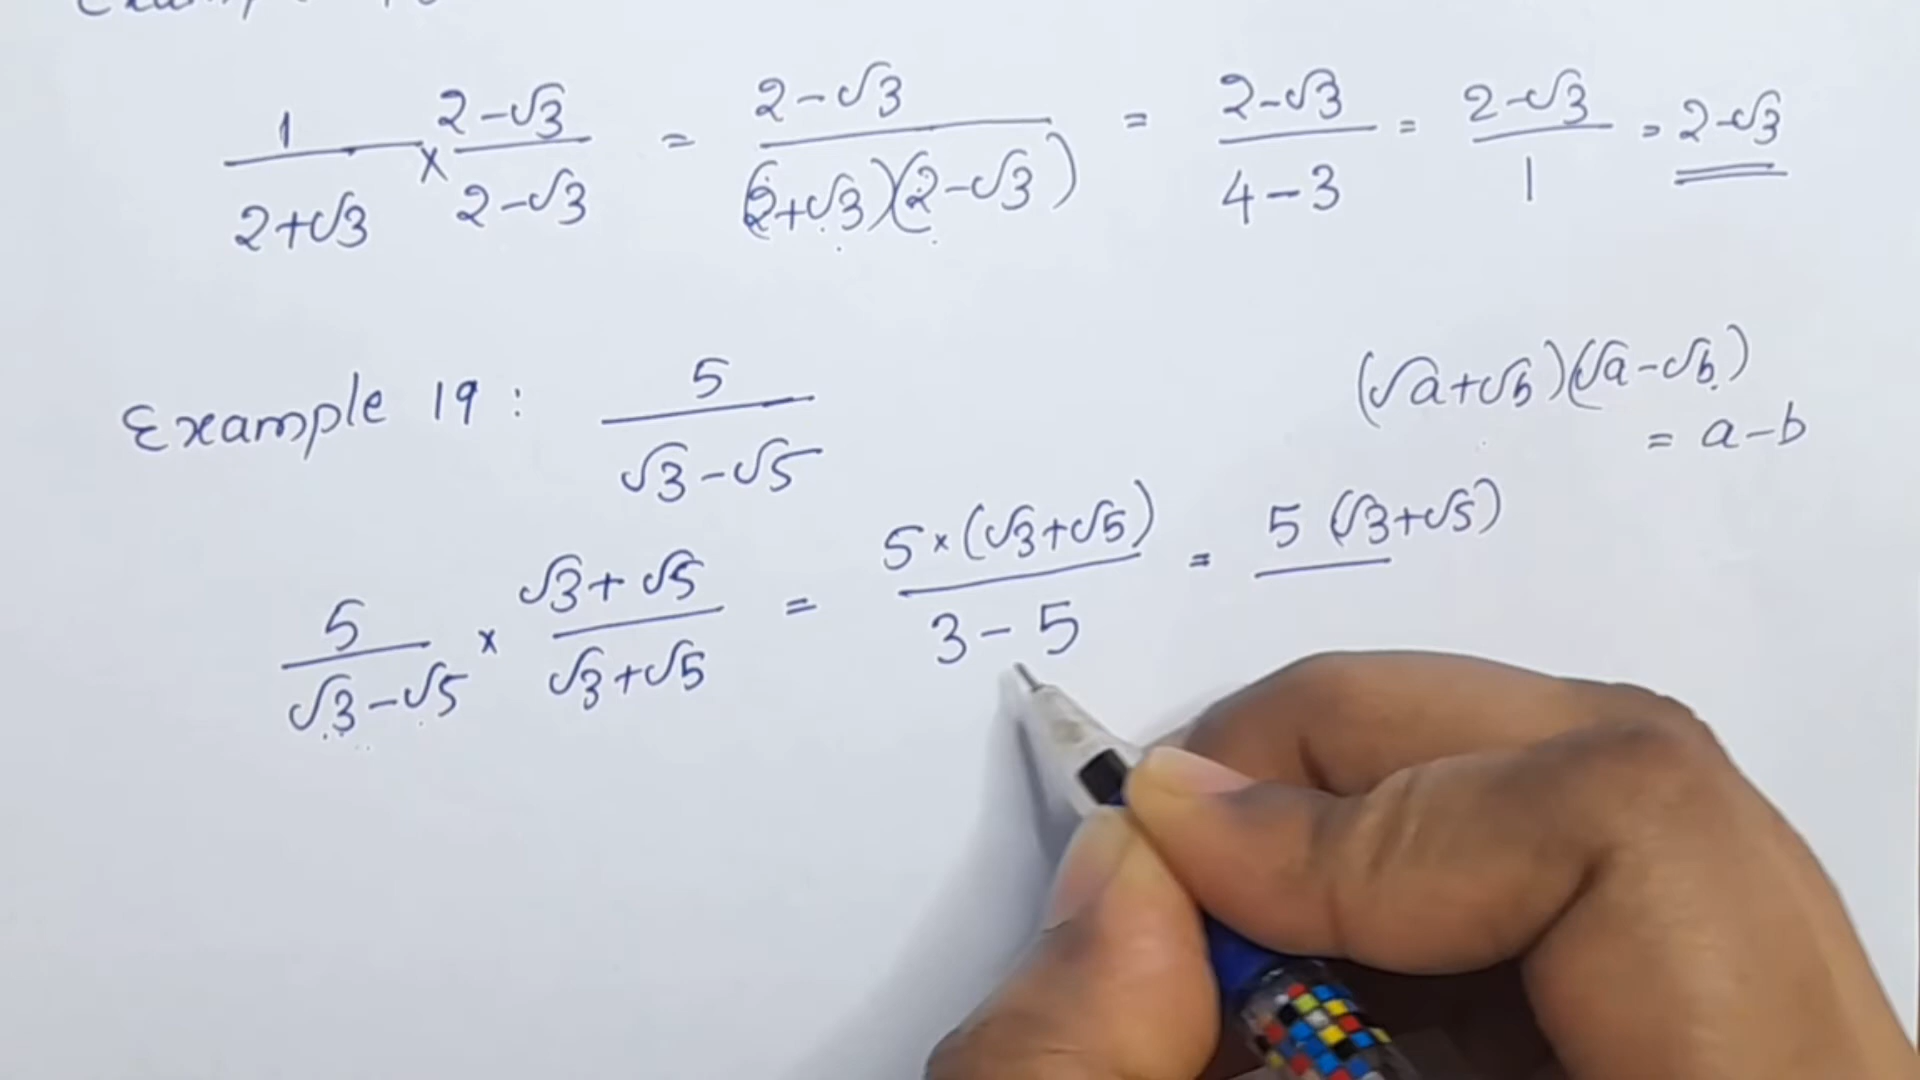 1/(2+√3) × (2-√3)/(2-√3) = (2-√3)/((2+√3)(2-√3)) = (2-√3)/(4-3) = (2-√3)/1 = 2-√3
Example 19 : 5/(√3-√5)
(√a+√b)(√a-√b)
= a-b
5/(√3-√5) × (√3+√5)/(√3+√5) = 5×(√3+√5)/(3-5) = 5(√3+√5)